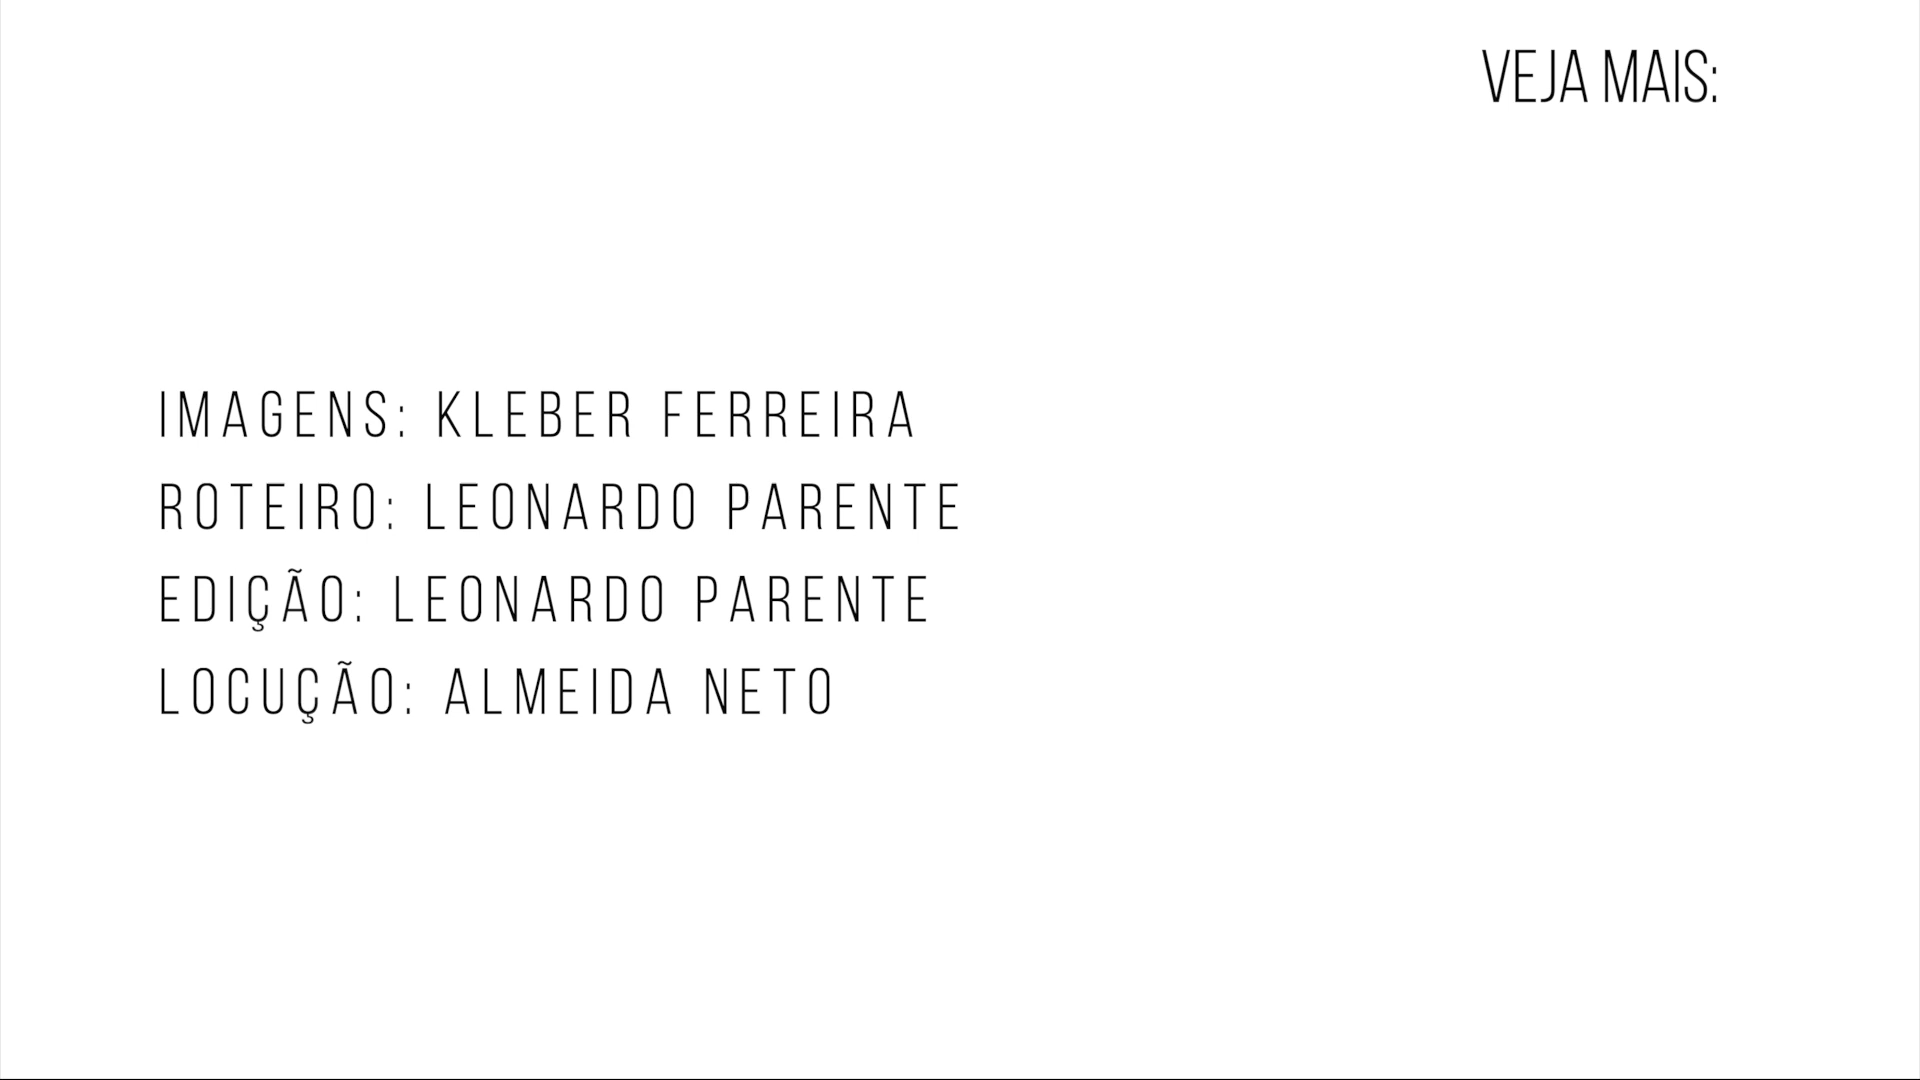 VEJA MAIS:
IMAGENS: KLEBER FERREIRA
ROTEIRO: LEONARDO PARENTE
EDIÇÃO: LEONARDO PARENTE
LOCUÇÃO: ALMEIDA NETO